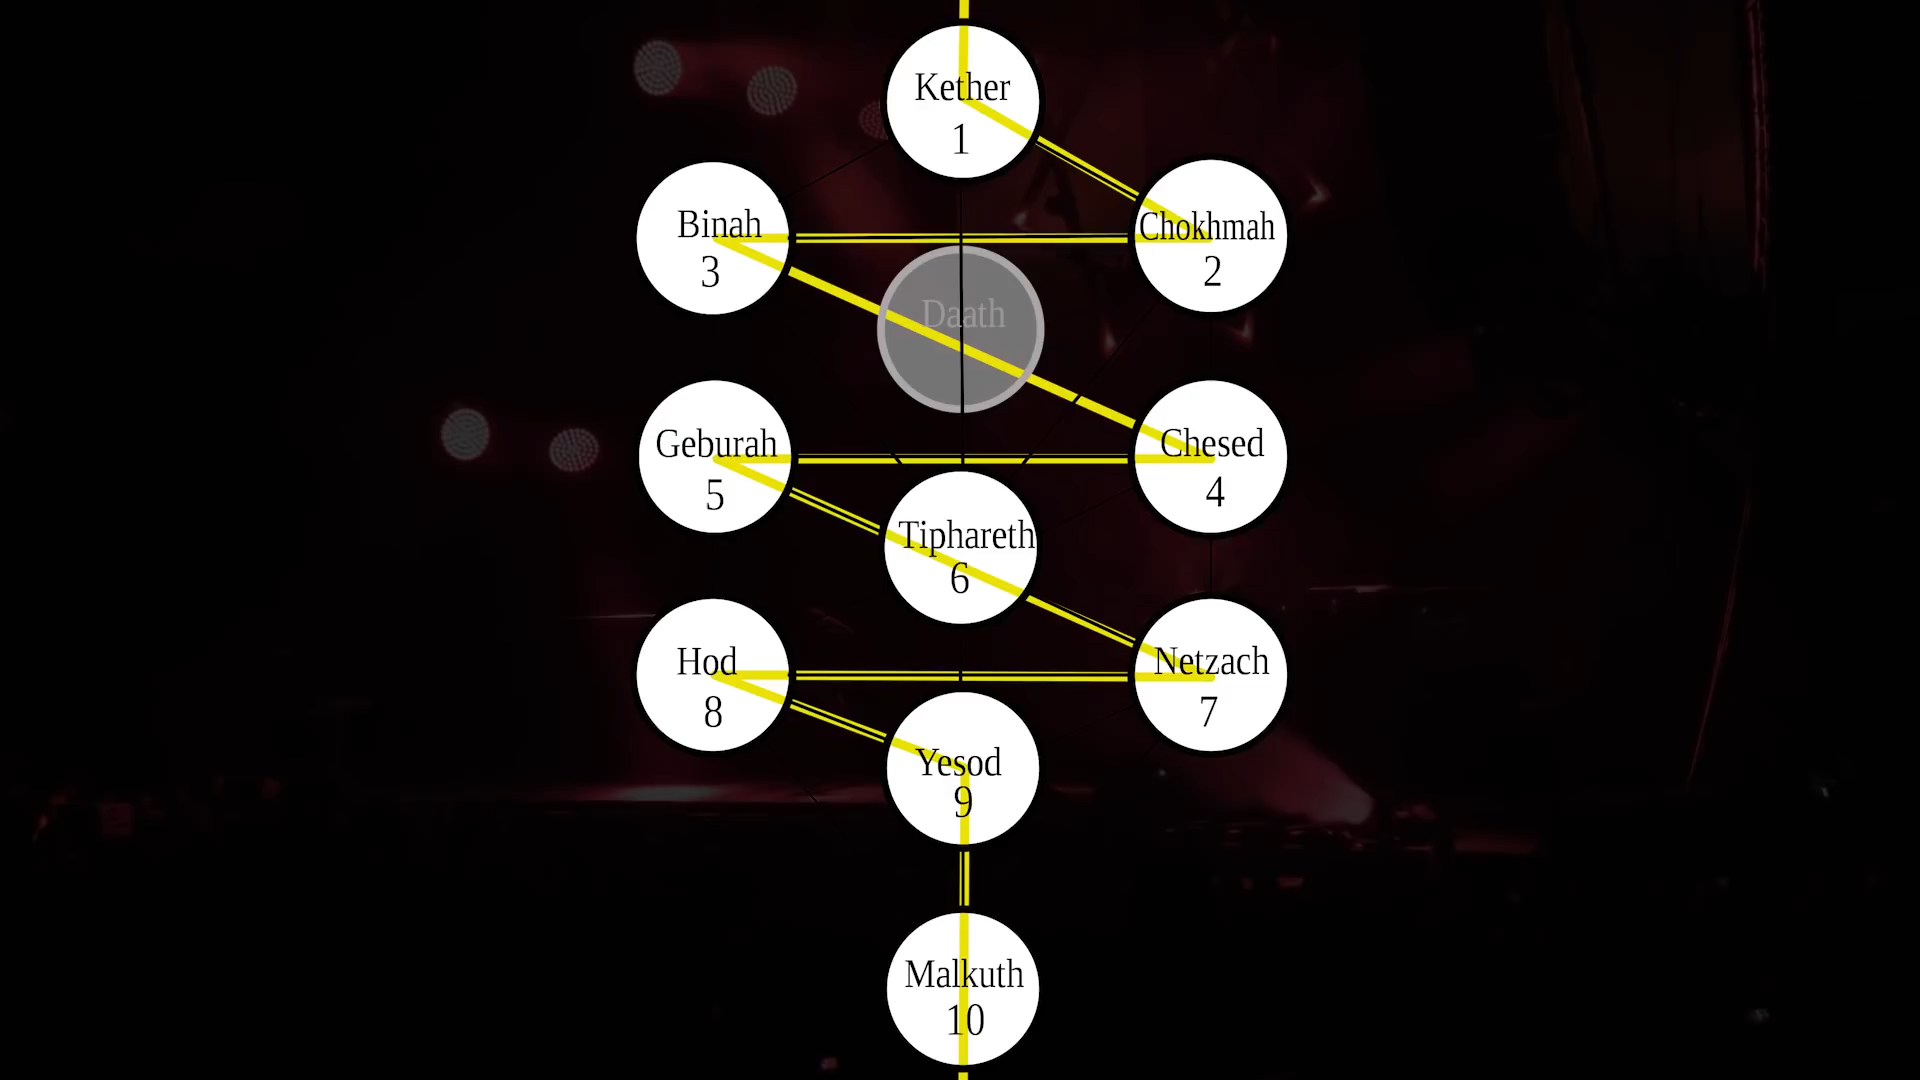 Kether
1
Binah
3
Chokhmah
2
Daath
Geburah
5
Chesed
4
Tiphareth
6
Hod
8
Netzach
7
Yesod
9
Malkuth
10